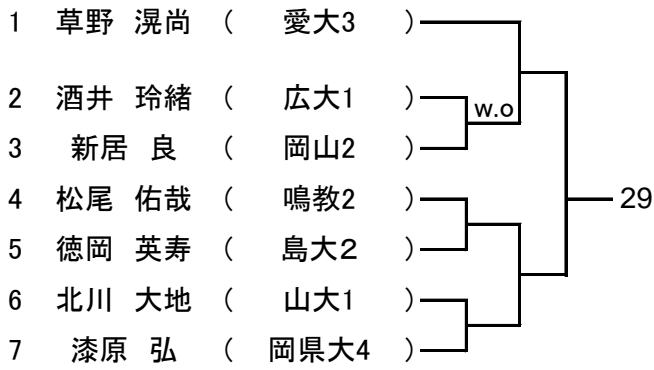 1 草野 滉尚 ( 愛大3 )
2 酒井 玲緒 ( 広大1 )
w.o
3 新居 良 ( 岡山2 )
4 松尾 佑哉 ( 鳴教2 )
29
5 徳岡 英寿 ( 島大２ )
6 北川 大地 ( 山大1 )
7 漆原 弘 ( 岡県大4 )